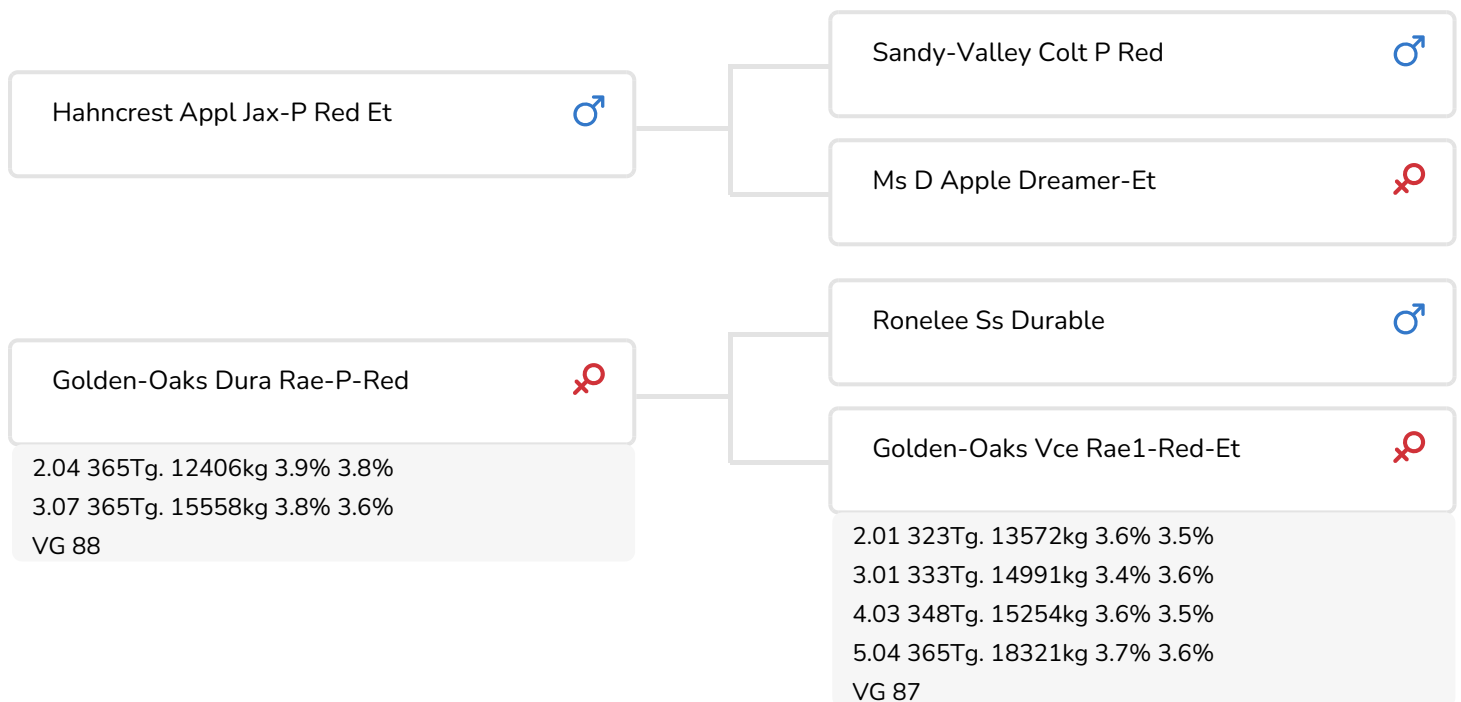 Sandy-Valley Colt P Red
Hahncrest Appl Jax-P Red Et
Ms D Apple Dreamer-Et
Ronelee Ss Durable
Golden-Oaks Dura Rae-P-Red
2.04 365Tg. 12406kg 3.9% 3.8%
3.07 365Tg. 15558kg 3.8% 3.6%
VG 88
Golden-Oaks Vce Rae1-Red-Et
2.01 323Tg. 13572kg 3.6% 3.5%
3.01 333Tg. 14991kg 3.4% 3.6%
4.03 348Tg. 15254kg 3.6% 3.5%
5.04 365Tg. 18321kg 3.7% 3.6%
VG 87